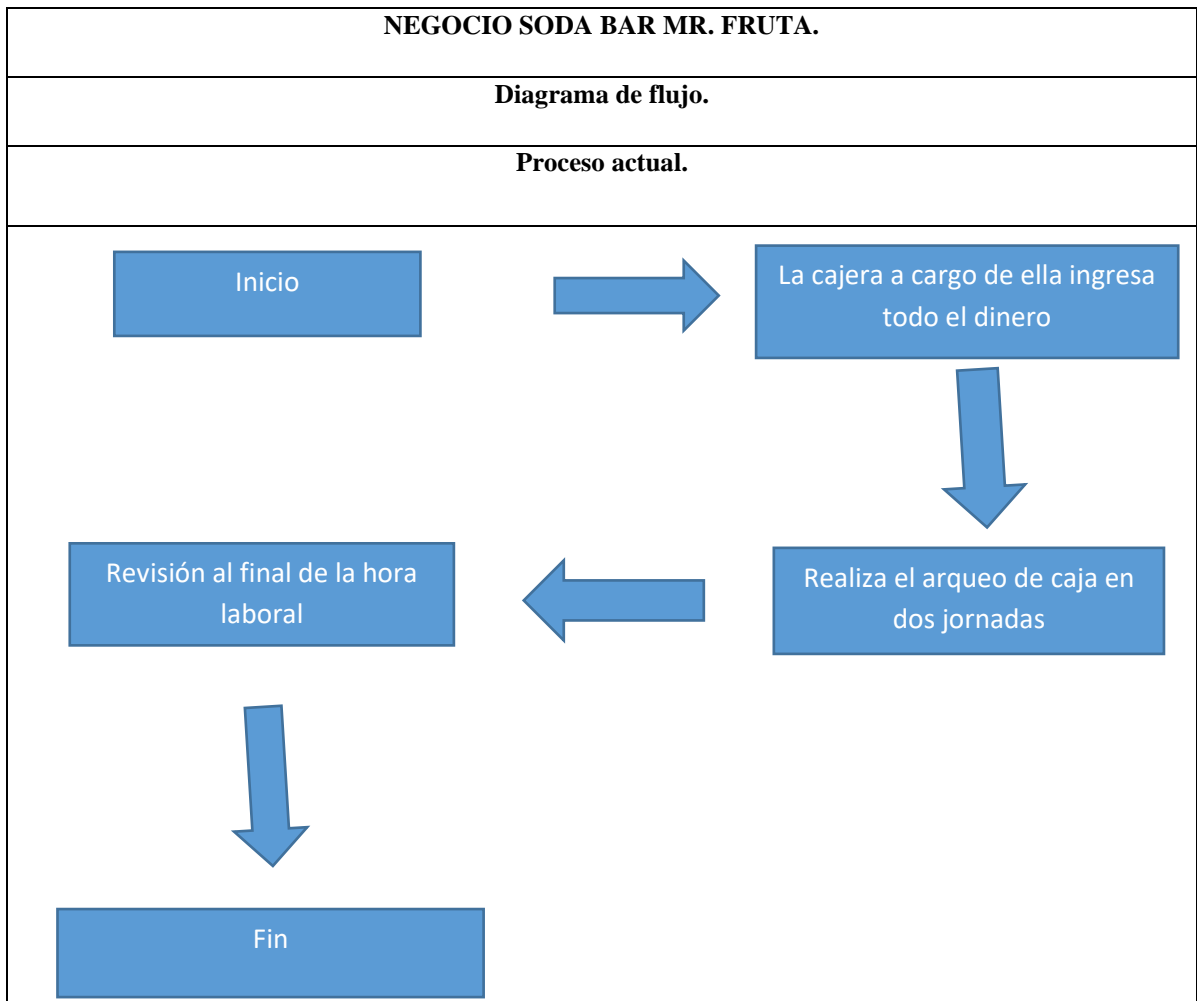 NEGOCIO SODA BAR MR. FRUTA.
Diagrama de flujo.
Proceso actual.
Inicio
La cajera a cargo de ella ingresa
todo el dinero
Realiza el arqueo de caja en
dos jornadas
Revisión al final de la hora
laboral
Fin